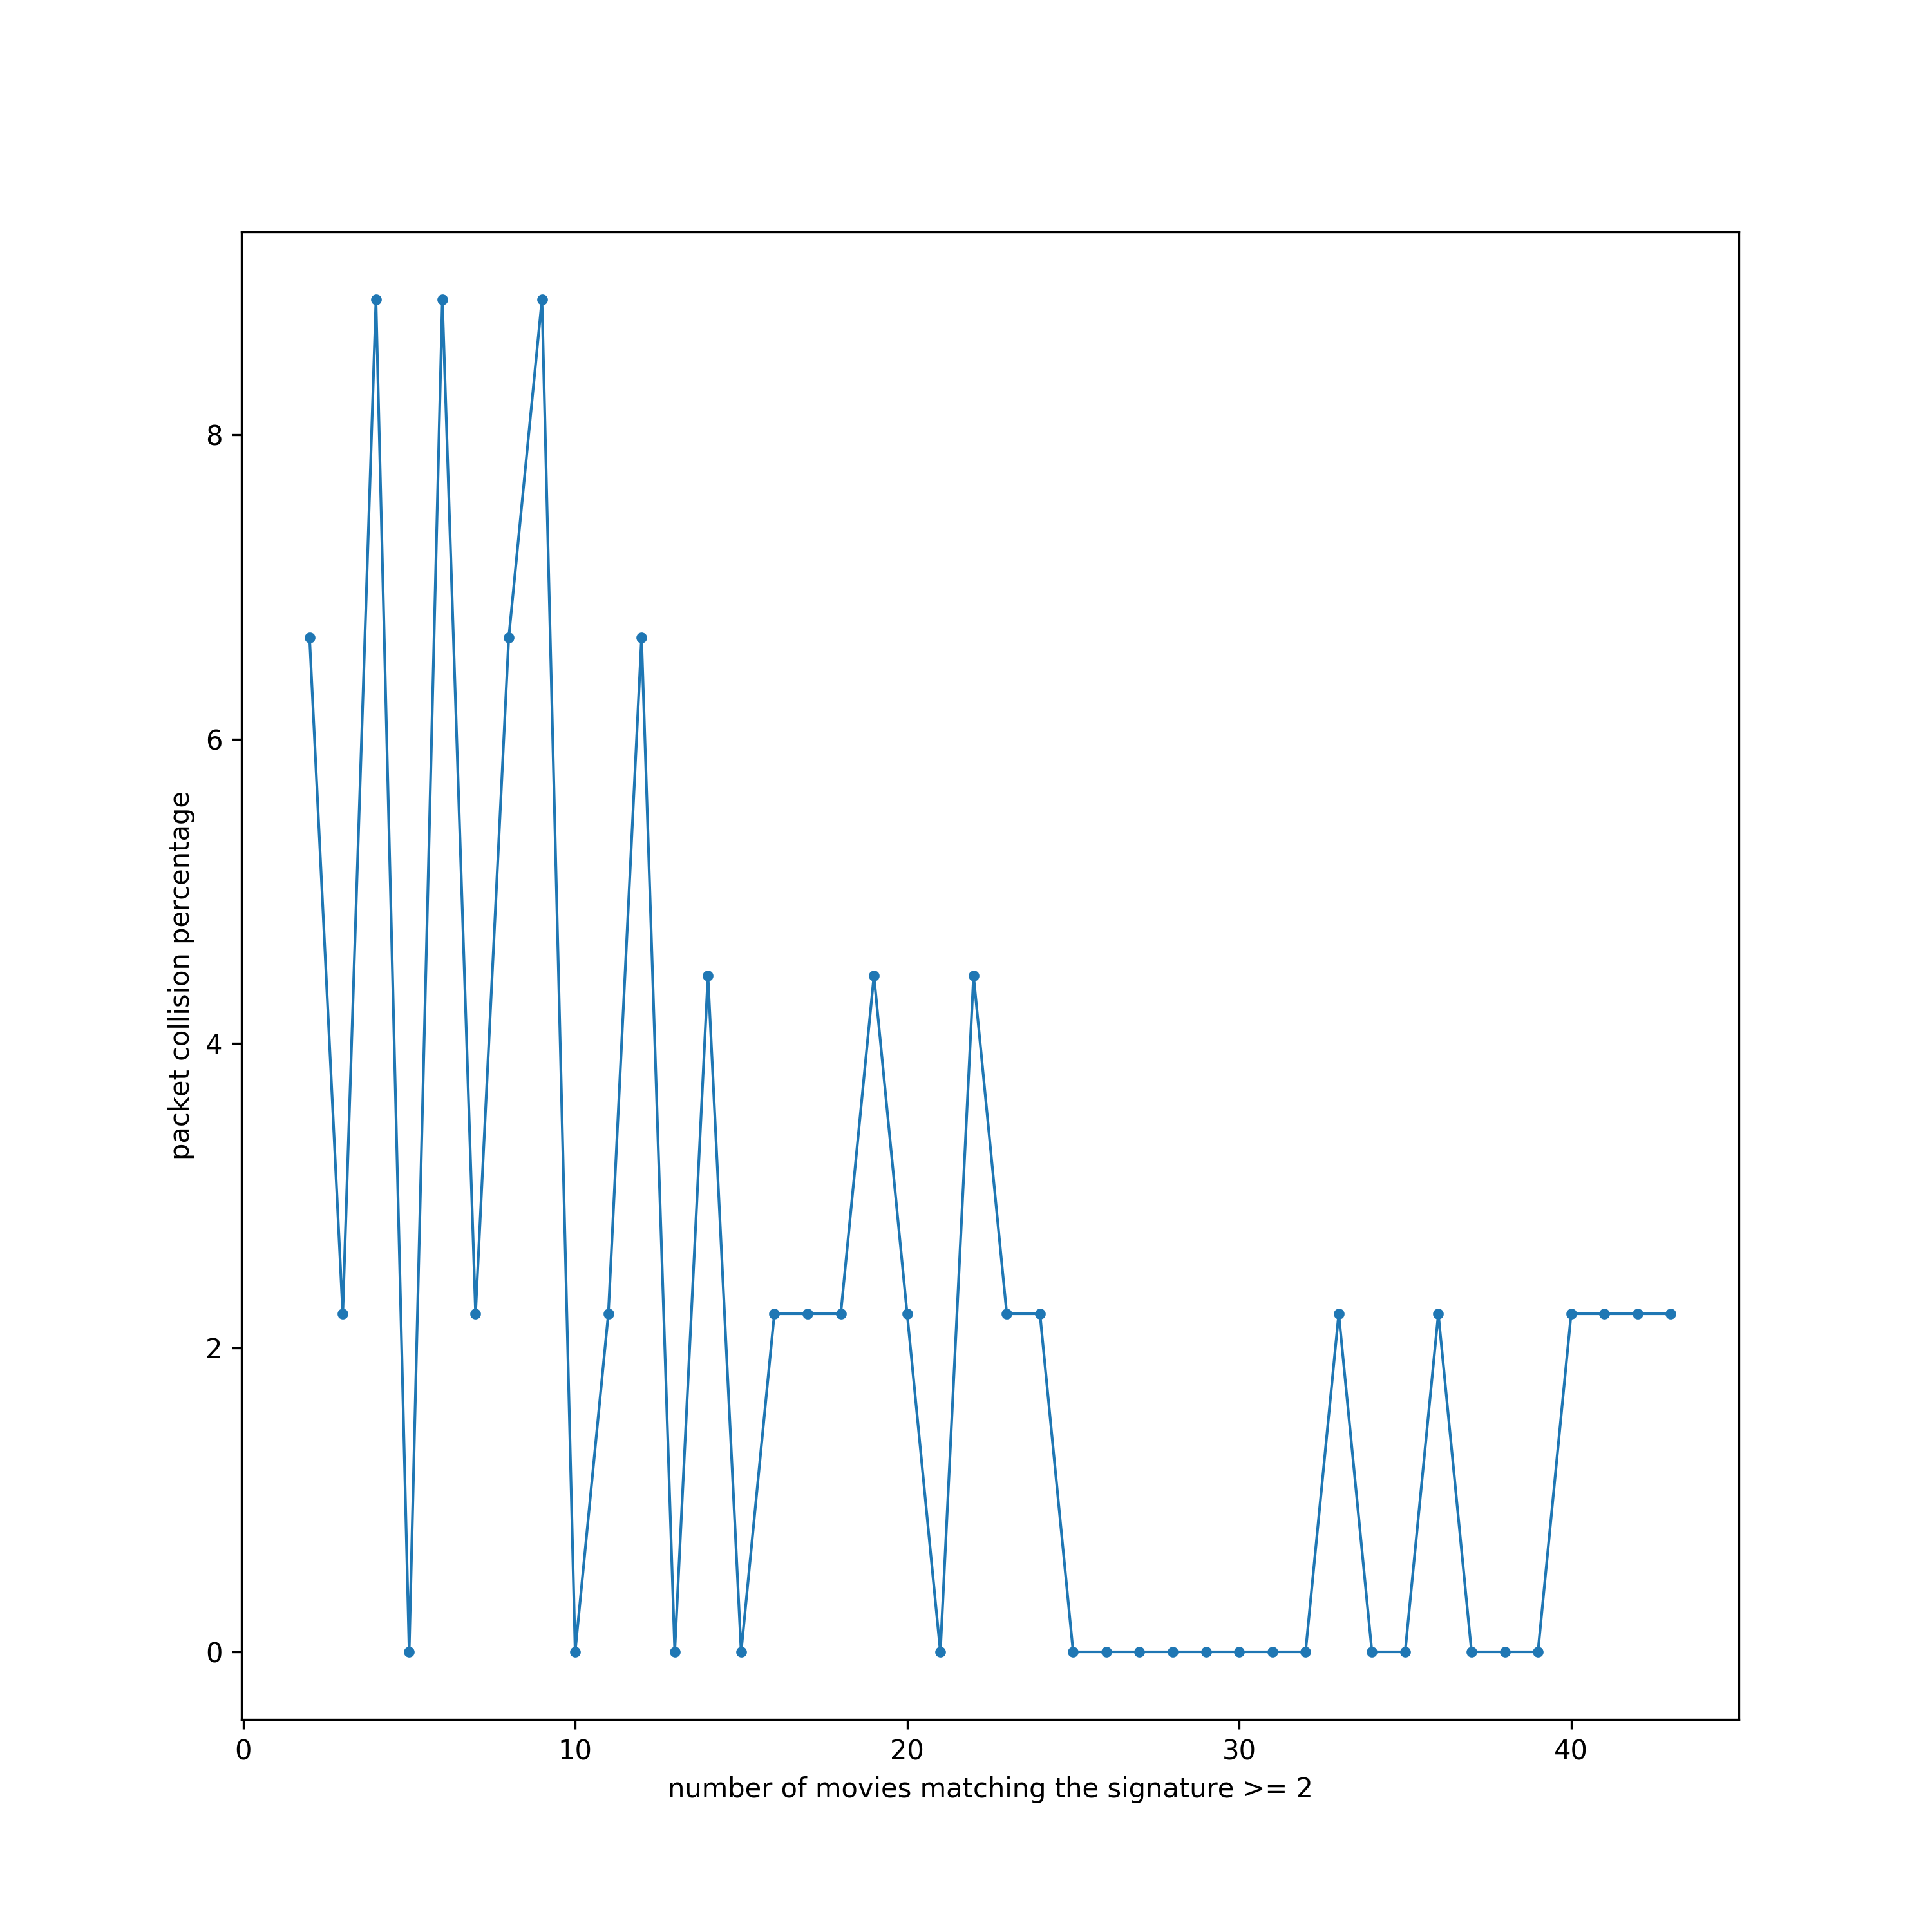 8
6
4
2
0
packet collision percentage
0 10 20 30 40
number of movies matching the signature >= 2